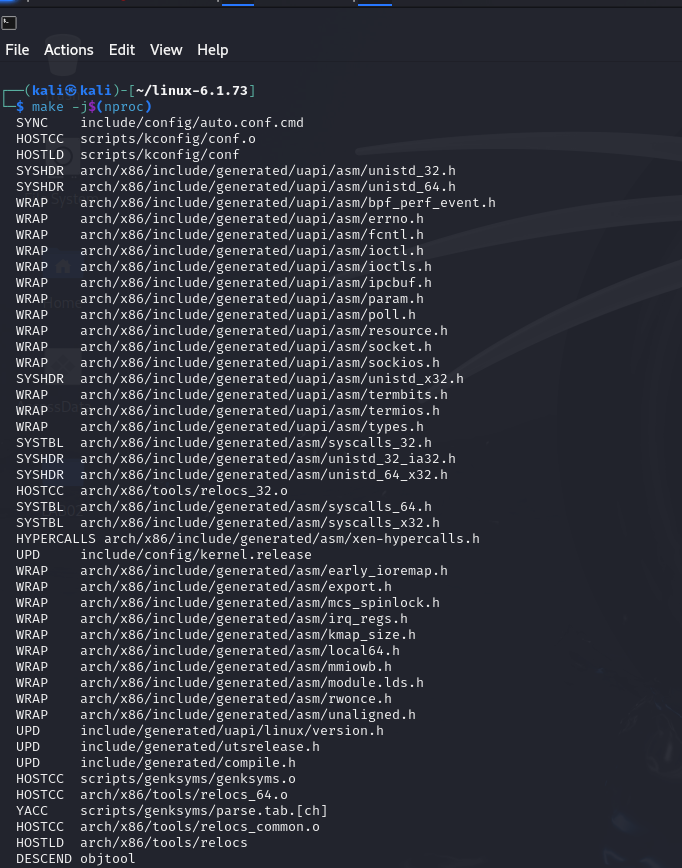 File Actions Edit View Help
┌──(kali㉿kali)-[~/linux-6.1.73]
└─$ make -j$(nproc)
SYNC include/config/auto.conf.cmd
HOSTCC scripts/kconfig/conf.o
HOSTLD scripts/kconfig/conf
SYSHDR arch/x86/include/generated/uapi/asm/unistd_32.h
SYSHDR arch/x86/include/generated/uapi/asm/unistd_64.h
WRAP arch/x86/include/generated/uapi/asm/bpf_perf_event.h
WRAP arch/x86/include/generated/uapi/asm/errno.h
WRAP arch/x86/include/generated/uapi/asm/fcntl.h
WRAP arch/x86/include/generated/uapi/asm/ioctl.h
WRAP arch/x86/include/generated/uapi/asm/ioctls.h
WRAP arch/x86/include/generated/uapi/asm/ipcbuf.h
WRAP arch/x86/include/generated/uapi/asm/param.h
WRAP arch/x86/include/generated/uapi/asm/poll.h
WRAP arch/x86/include/generated/uapi/asm/resource.h
WRAP arch/x86/include/generated/uapi/asm/socket.h
WRAP arch/x86/include/generated/uapi/asm/sockios.h
SYSHDR arch/x86/include/generated/uapi/asm/unistd_x32.h
WRAP arch/x86/include/generated/uapi/asm/termbits.h
WRAP arch/x86/include/generated/uapi/asm/termios.h
WRAP arch/x86/include/generated/uapi/asm/types.h
SYSTBL arch/x86/include/generated/asm/syscalls_32.h
SYSHDR arch/x86/include/generated/asm/unistd_32_ia32.h
SYSHDR arch/x86/include/generated/asm/unistd_64_x32.h
HOSTCC arch/x86/tools/relocs_32.o
SYSTBL arch/x86/include/generated/asm/syscalls_64.h
SYSTBL arch/x86/include/generated/asm/syscalls_x32.h
HYPERCALLS arch/x86/include/generated/asm/xen-hypercalls.h
UPD include/config/kernel.release
WRAP arch/x86/include/generated/asm/early_ioremap.h
WRAP arch/x86/include/generated/asm/export.h
WRAP arch/x86/include/generated/asm/mcs_spinlock.h
WRAP arch/x86/include/generated/asm/irq_regs.h
WRAP arch/x86/include/generated/asm/kmap_size.h
WRAP arch/x86/include/generated/asm/local64.h
WRAP arch/x86/include/generated/asm/mmiowb.h
WRAP arch/x86/include/generated/asm/module.lds.h
WRAP arch/x86/include/generated/asm/rwonce.h
WRAP arch/x86/include/generated/asm/unaligned.h
UPD include/generated/uapi/linux/version.h
UPD include/generated/utsrelease.h
UPD include/generated/compile.h
HOSTCC scripts/genksyms/genksyms.o
HOSTCC arch/x86/tools/relocs_64.o
YACC scripts/genksyms/parse.tab.[ch]
HOSTCC arch/x86/tools/relocs_common.o
HOSTLD arch/x86/tools/relocs
DESCEND objtool